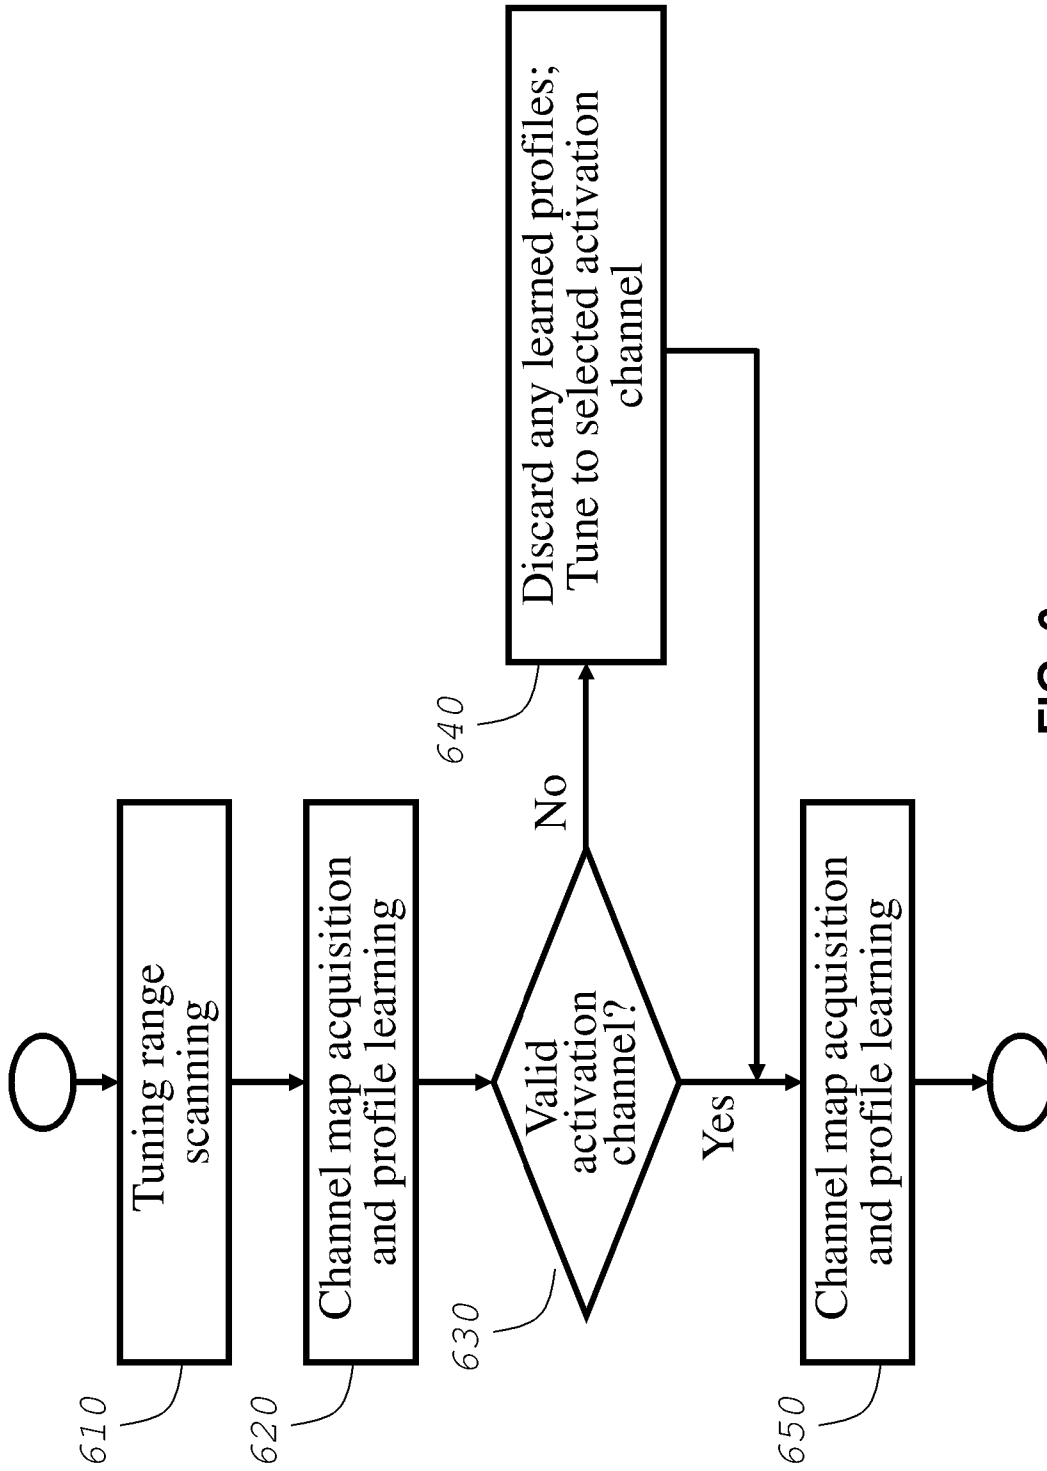 610
Tuning range
scanning
620
Channel map acquisition
and profile learning
630
Valid
activation
channel?
No
640
Discard any learned profiles;
Tune to selected activation
channel
Yes
650
Channel map acquisition
and profile learning
FIG.